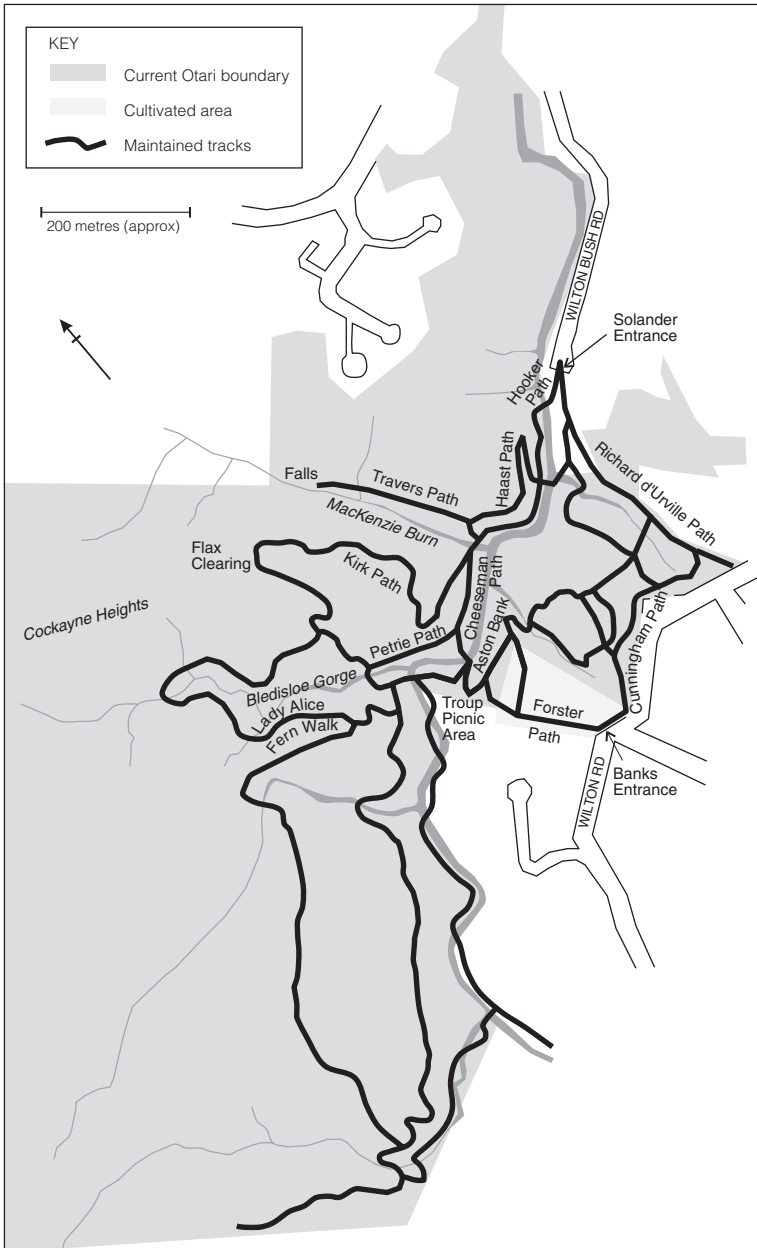 KEY
Current Otari boundary
Cultivated area
Maintained tracks
200 metres (approx)
WILTON BUSH RD
Solander
Entrance
Hooker
Path
Haast Path
Richard d'Urville Path
Falls
Travers Path
MacKenzie Burn
Flax
Clearing
Kirk Path
Cheeseman
Path
Cockayne Heights
Petrie Path
Aston Bank
Cunningham Path
Bledisloe Gorge
Lady Alice
Fern Walk
Troup
Picnic
Area
Forster
Path
Banks
Entrance
WILTON RD